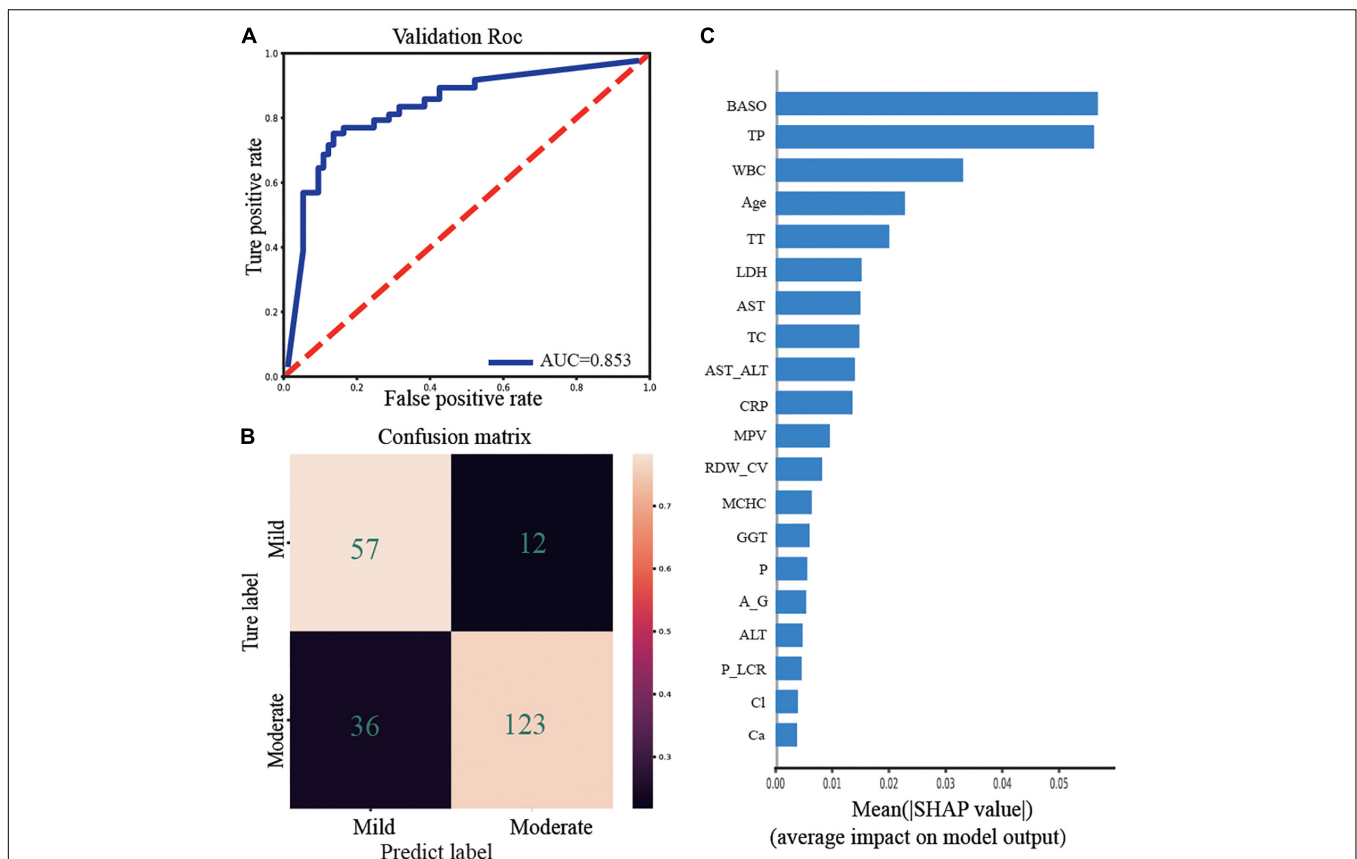 A
Validation Roc
1.0
0.8
0.6
0.4
0.2
0.0
Ture positive rate
AUC=0.853
0.0 0.2 0.4 0.6 0.8 1.0
False positive rate
B
Confusion matrix
Ture label
Mild
Moderate
57 12
36 123
0.7
0.6
0.5
0.4
0.3
Mild Moderate
Predict label
C
BASO
TP
WBC
Age
TT
LDH
AST
TC
AST_ALT
CRP
MPV
RDW_CV
MCHC
GGT
P
A_G
ALT
P_LCR
Cl
Ca
0.00 0.01 0.02 0.03 0.04 0.05
Mean(|SHAP value|)
(average impact on model output)